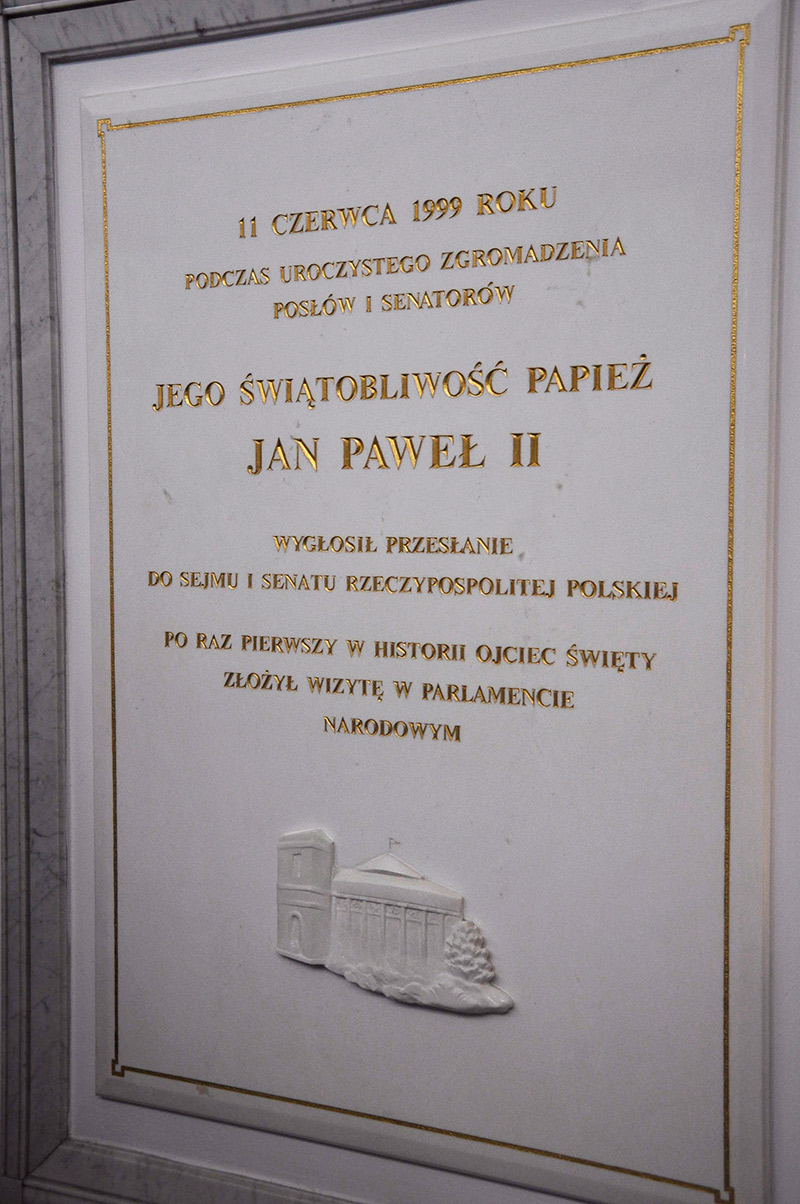 11 CZERWCA 1999 ROKU
PODCZAS UROCZYSTEGO ZGROMADZENIA
POSŁÓW I SENATORÓW
JEGO ŚWIĄTOBLIWOŚĆ PAPIEŻ
JAN PAWEŁ II
WYGŁOSIŁ PRZESŁANIE
DO SEJMU I SENATU RZECZYPOSPOLITEJ POLSKIEJ
PO RAZ PIERWSZY W HISTORII OJCIEC ŚWIĘTY
ZŁOŻYŁ WIZYTĘ W PARLAMENCIE
NARODOWYM